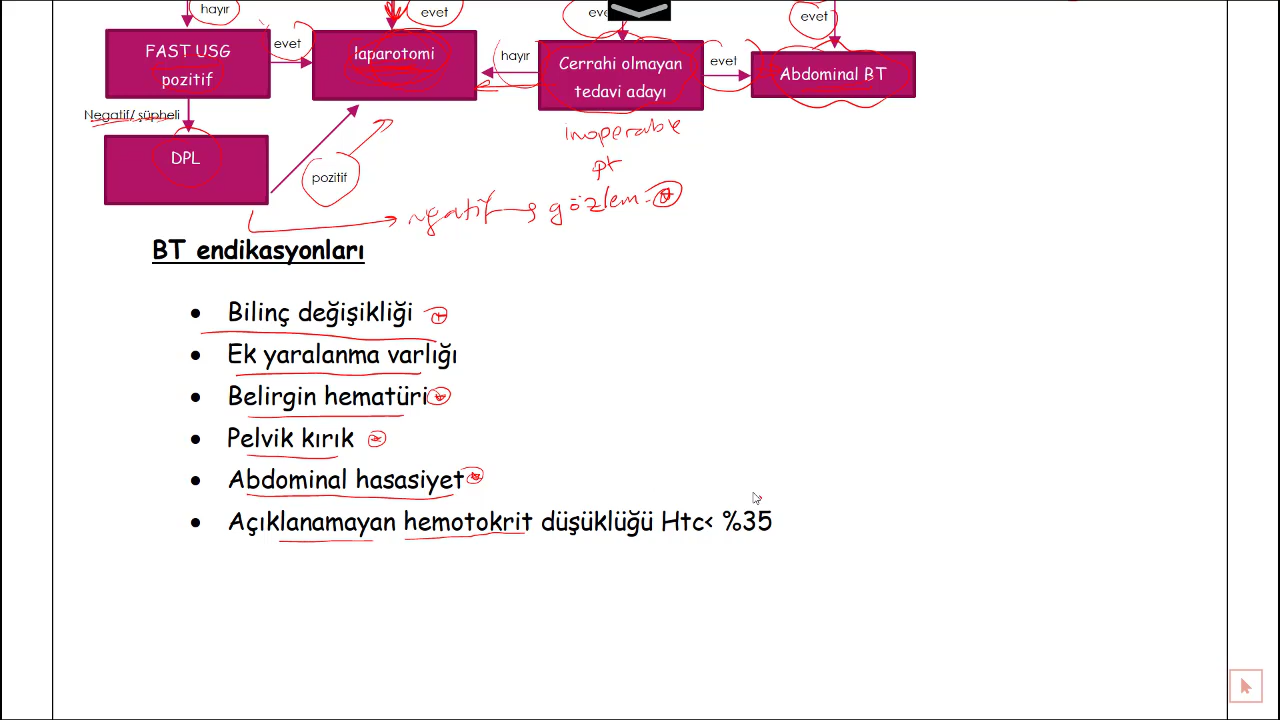 hayır
evet
evet
evet
FAST USG
pozitif
evet
laparotomi
hayır
Cerrahi olmayan
tedavi adayı
evet
Abdominal BT
Negatif/ şüpheli
DPL
pozitif
inoperable
pt
negatif → gözlem
BT endikasyonları
• Bilinç değişikliği
• Ek yaralanma varlığı
• Belirgin hematüri
• Pelvik kırık
• Abdominal hasasiyet
• Açıklanamayan hemotokrit düşüklüğü Htc< %35